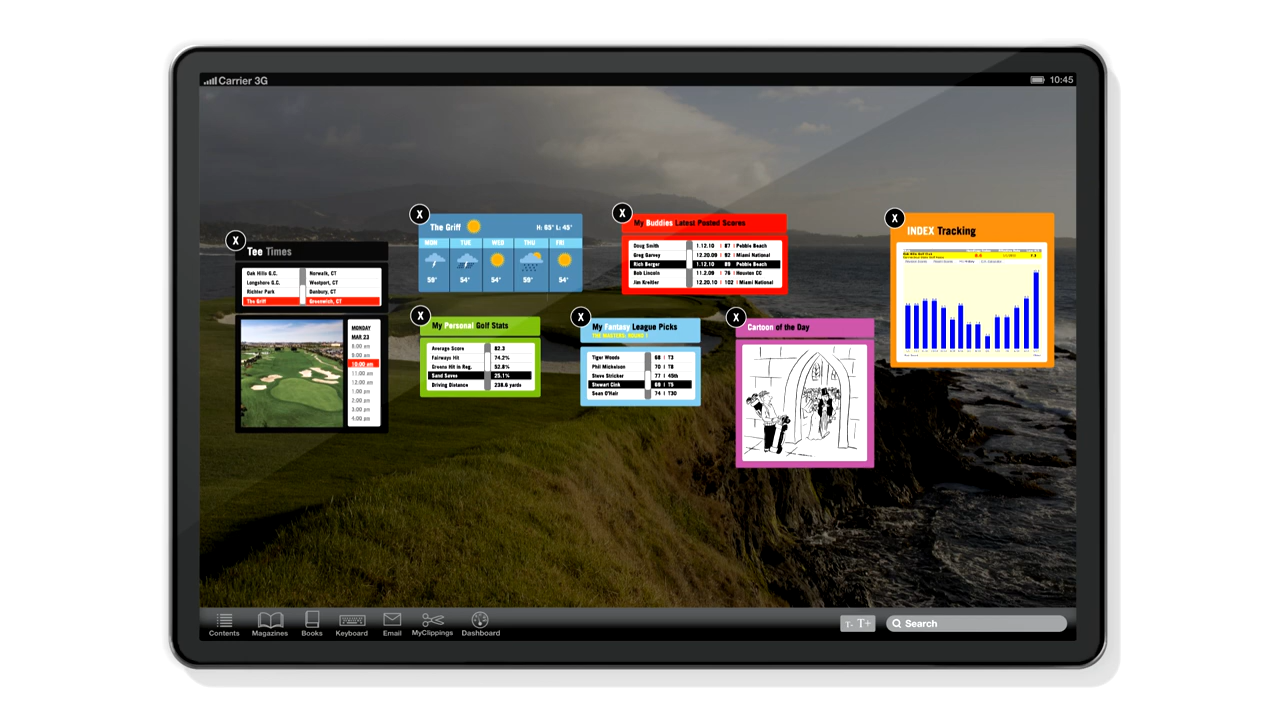 Carrier 3G
10:45
X
Tee Times
Oak Hills G.C. Norwalk, CT
Longshore G.C. Westport, CT
Richter Park Danbury, CT
The Griff Greenwich, CT
MONDAY
MAR 23
8:00 am
9:00 am
10:00 am
11:00 am
12:00 am
1:00 pm
2:00 pm
3:00 pm
4:00 pm
X
The Griff H: 65° L: 45°
MON TUE WED THU FRI
59° 54° 54° 59° 54°
X
My Buddies Latest Posted Scores
Doug Smith 1.12.10 | 87 | Pebble Beach
Greg Garvey 12.20.09 | 92 | Miami National
Rich Berger 1.12.10 | 89 | Pebble Beach
Bob Lincoln 11.2.09 | 76 | Houston CC
Jim Kreitler 12.20.10 | 102 | Miami National
X
INDEX Tracking
X
My Personal Golf Stats
Average Score 82.3
Fairways Hit 74.2%
Greens Hit in Reg. 52.8%
Sand Saves 25.1%
Driving Distance 238.6 yards
X
My Fantasy League Picks
THE MASTERS: ROUND 1
Tiger Woods 68 | T3
Phil Mickelson 70 | T8
Steve Stricker 77 | 45th
Stewart Cink 69 | T5
Sean O'Hair 74 | T30
X
Cartoon of the Day
Contents Magazines Books Keyboard Email MyClippings Dashboard
T- T+
Search